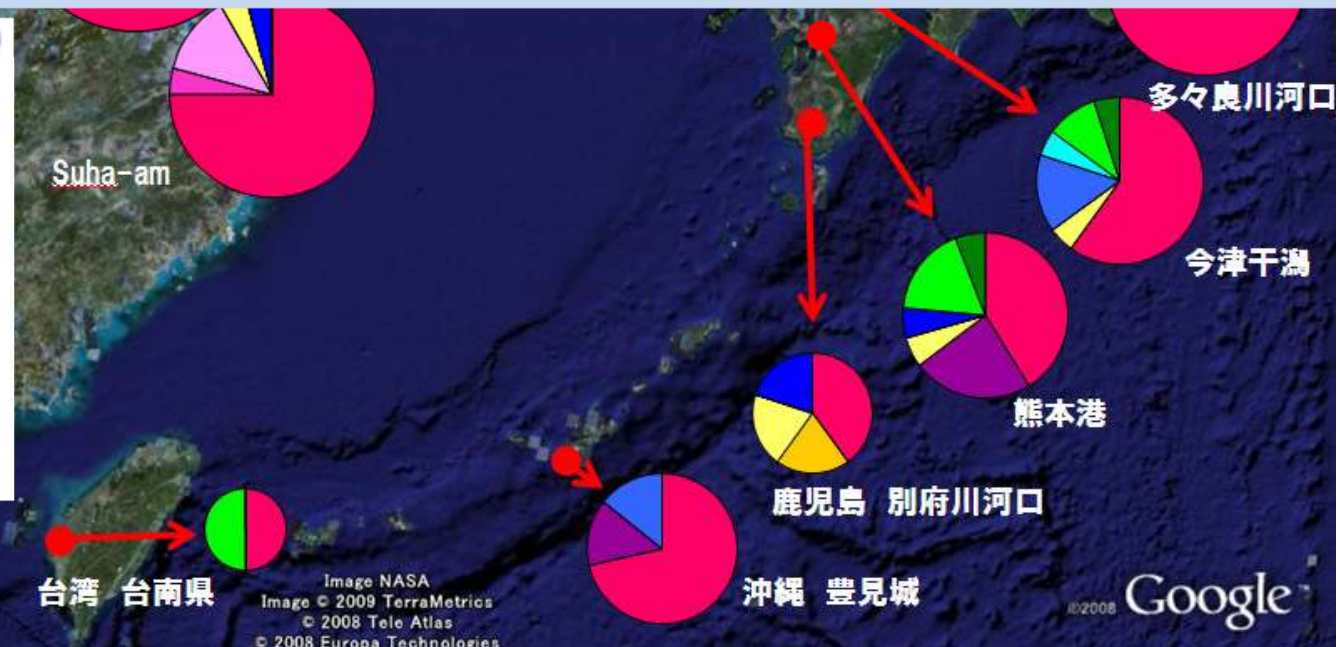 多々良川河口
Suha-am
今津干潟
熊本港
鹿児島 別府川河口
沖縄 豊見城
台湾 台南県
Image NASA
Image © 2009 TerraMetrics
© 2008 Tele Atlas
© 2008 Europa Technologies
©2008 Google